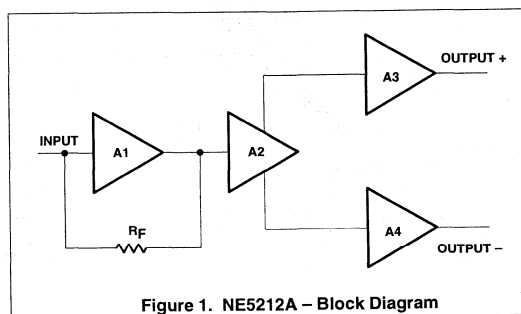 OUTPUT +
A3
INPUT
A1
A2
RF
A4
OUTPUT –
Figure 1. NE5212A – Block Diagram